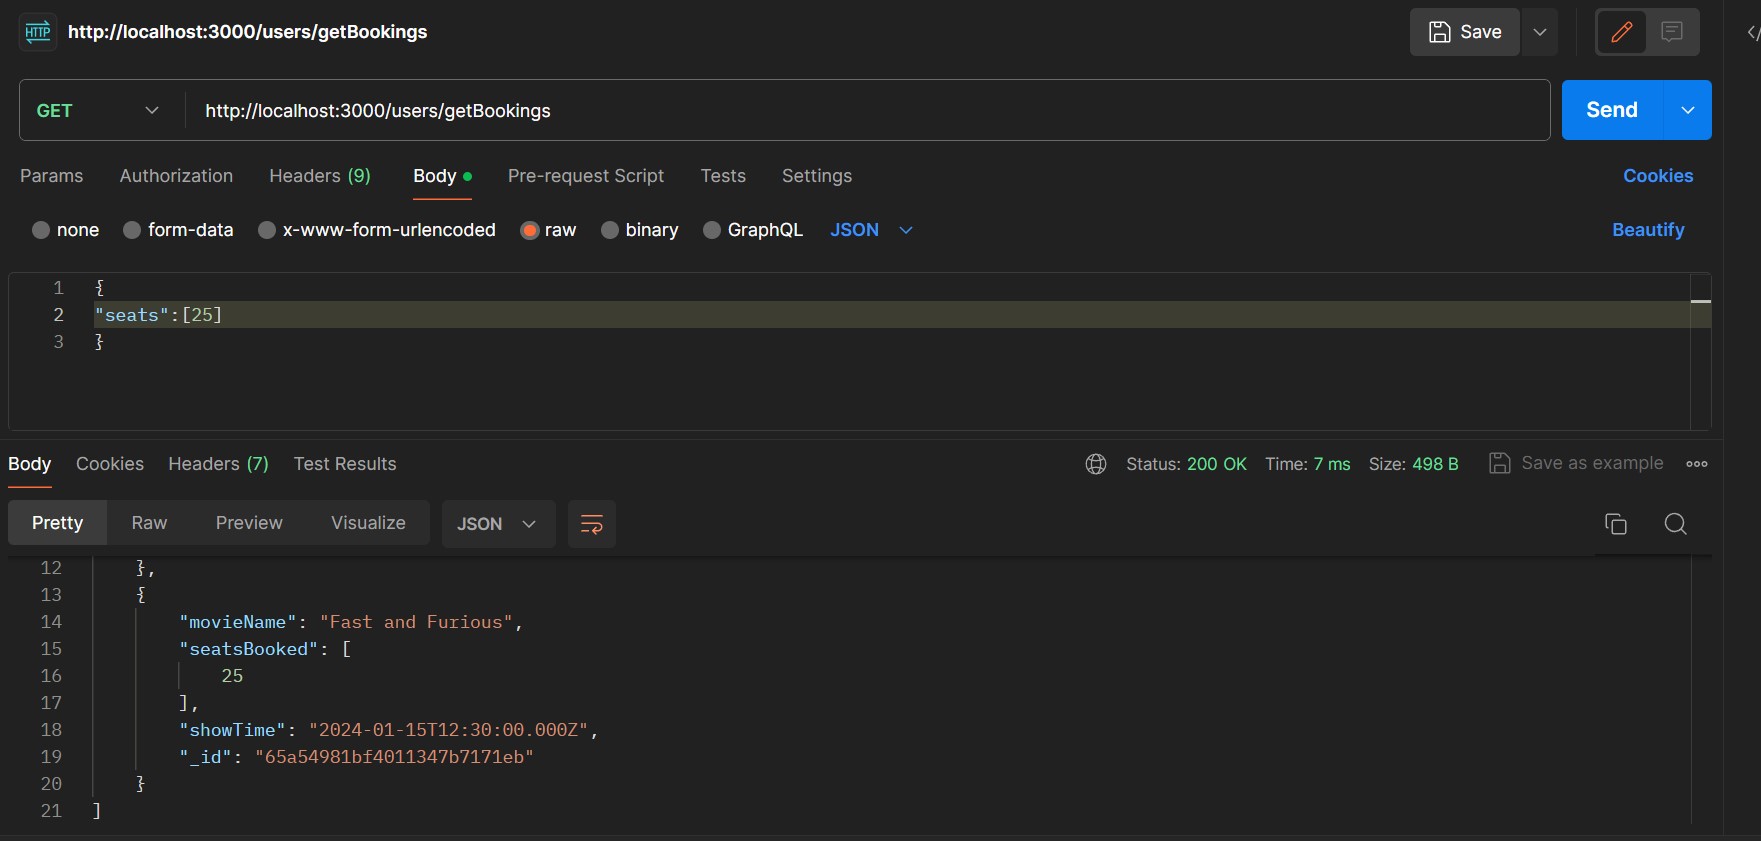 HTTP http://localhost:3000/users/getBookings Save
GET http://localhost:3000/users/getBookings Send
Params Authorization Headers (9) Body Pre-request Script Tests Settings Cookies
none form-data x-www-form-urlencoded raw binary GraphQL JSON Beautify
1 {
2 "seats":[25]
3 }
Body Cookies Headers (7) Test Results Status: 200 OK Time: 7 ms Size: 498 B Save as example
Pretty Raw Preview Visualize JSON
12 },
13 {
14 "movieName": "Fast and Furious",
15 "seatsBooked": [
16 25
17 ],
18 "showTime": "2024-01-15T12:30:00.000Z",
19 "_id": "65a54981bf4011347b7171eb"
20 }
21 ]